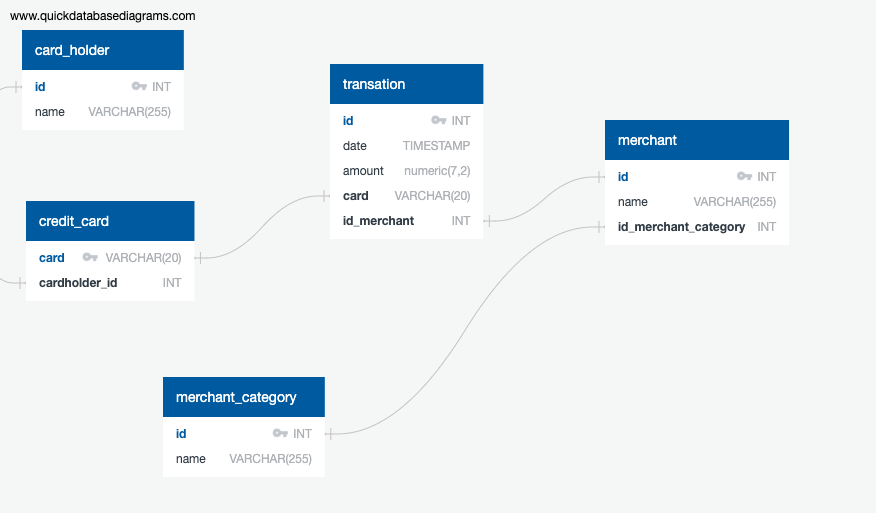 www.quickdatabasediagrams.com
card_holder
id INT
name VARCHAR(255)
credit_card
card VARCHAR(20)
cardholder_id INT
transation
id INT
date TIMESTAMP
amount numeric(7,2)
card VARCHAR(20)
id_merchant INT
merchant
id INT
name VARCHAR(255)
id_merchant_category INT
merchant_category
id INT
name VARCHAR(255)